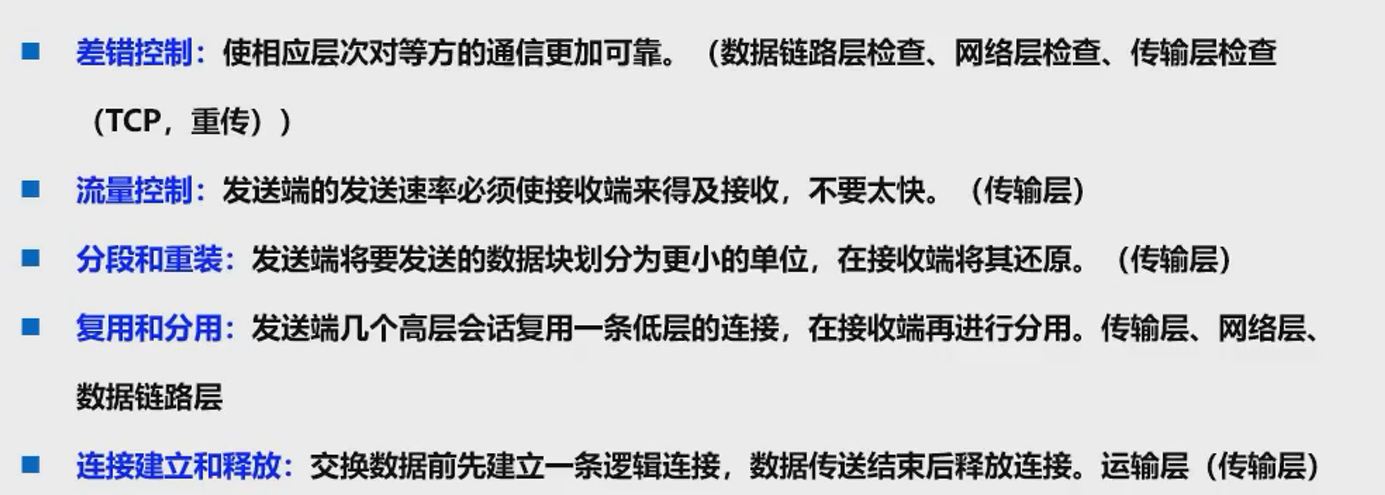 差错控制：使相应层次对等方的通信更加可靠。（数据链路层检查、网络层检查、传输层检查
（TCP，重传））
流量控制：发送端的发送速率必须使接收端来得及接收，不要太快。（传输层）
分段和重装：发送端将要发送的数据块划分为更小的单位，在接收端将其还原。（传输层）
复用和分用：发送端几个高层会话复用一条低层的连接，在接收端再进行分用。传输层、网络层、
数据链路层
连接建立和释放：交换数据前先建立一条逻辑连接，数据传送结束后释放连接。运输层（传输层）